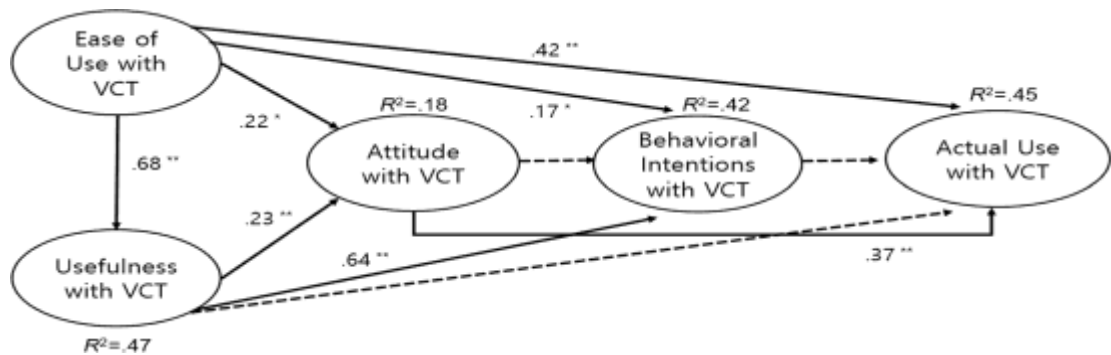 Ease of
Use with
VCT
.42 **
R²=.18
.17 *
R²=.42
R²=.45
.22 *
Attitude
with VCT
Behavioral
Intentions
with VCT
Actual Use
with VCT
.68 **
.23 **
.64 **
.37 **
Usefulness
with VCT
R²=.47